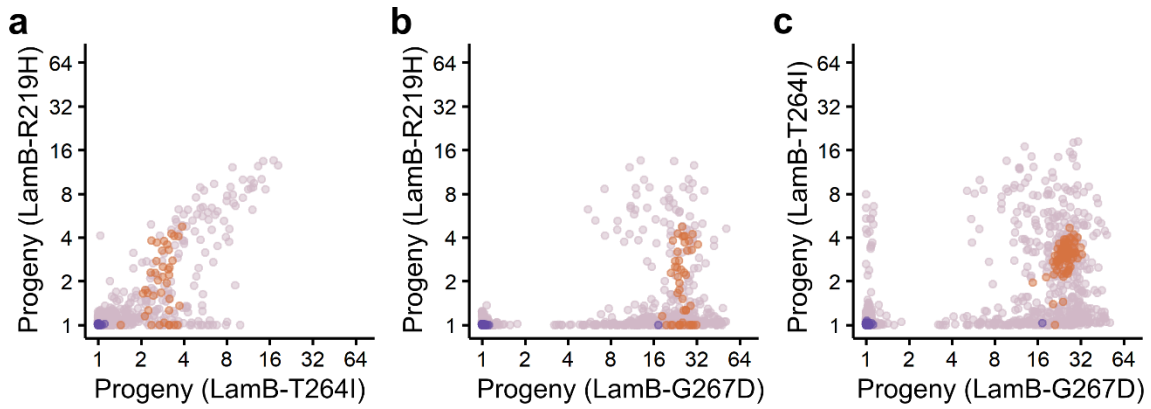 a
Progeny (LamB-R219H)
64
32
16
8
4
2
1
1 2 4 8 16 32 64
Progeny (LamB-T264I)
b
Progeny (LamB-R219H)
64
32
16
8
4
2
1
1 2 4 8 16 32 64
Progeny (LamB-G267D)
c
Progeny (LamB-T264I)
64
32
16
8
4
2
1
1 2 4 8 16 32 64
Progeny (LamB-G267D)